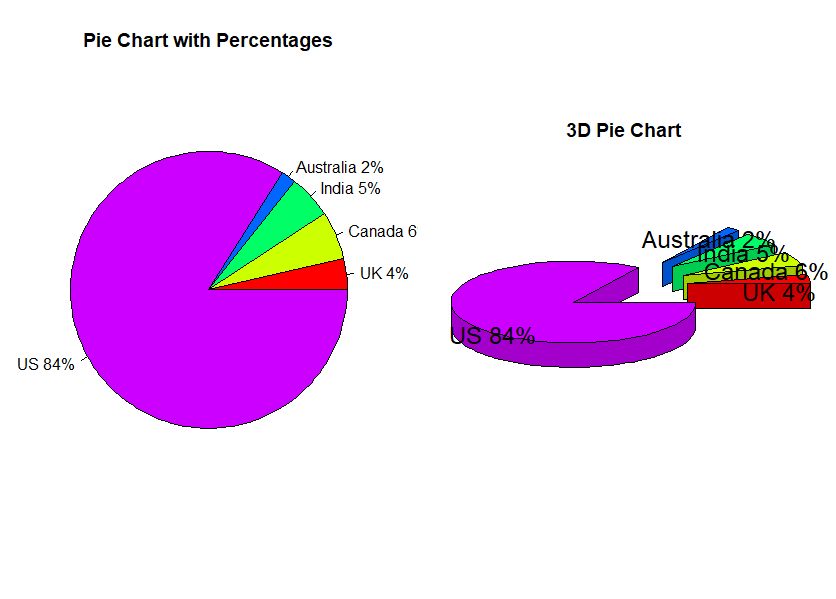 Pie Chart with Percentages
Australia 2%
India 5%
Canada 6
UK 4%
US 84%
3D Pie Chart
Australia 2%
India 5%
Canada 6%
UK 4%
US 84%